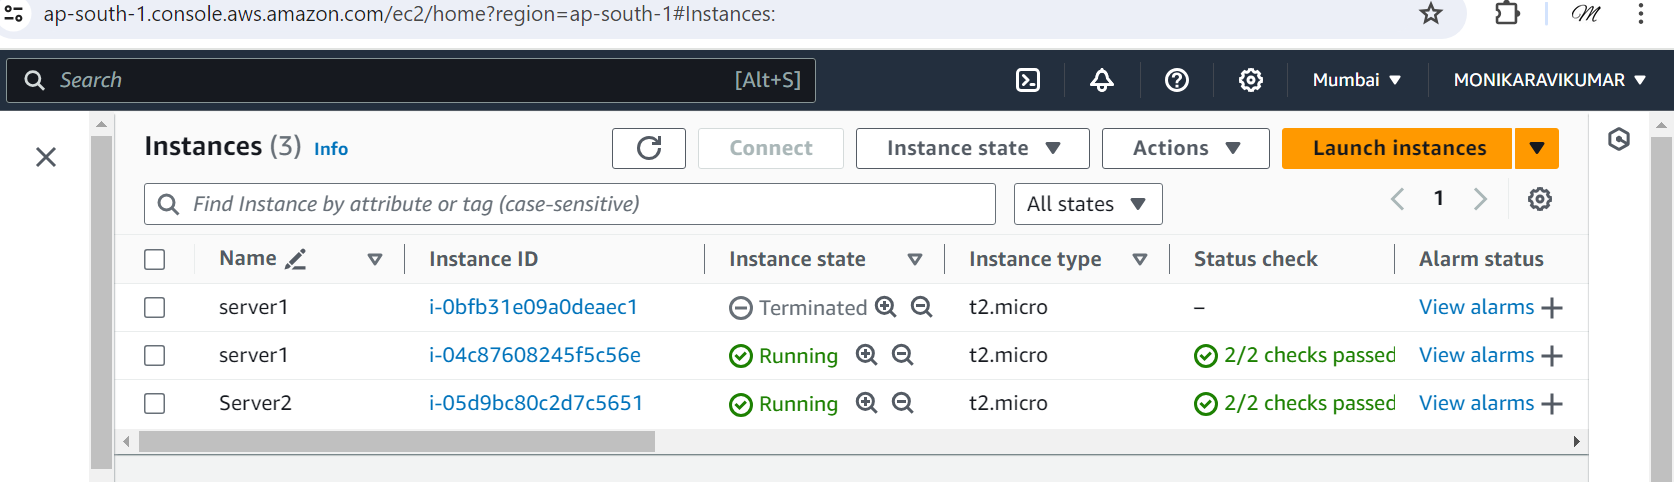 ap-south-1.console.aws.amazon.com/ec2/home?region=ap-south-1#Instances:
M
Search [Alt+S] Mumbai MONIKARAVIKUMAR
Instances (3) Info Connect Instance state Actions Launch instances
Find Instance by attribute or tag (case-sensitive) All states 1
Name Instance ID Instance state Instance type Status check Alarm status
server1 i-0bfb31e09a0deaec1 Terminated t2.micro – View alarms
server1 i-04c87608245f5c56e Running t2.micro 2/2 checks passed View alarms
Server2 i-05d9bc80c2d7c5651 Running t2.micro 2/2 checks passed View alarms